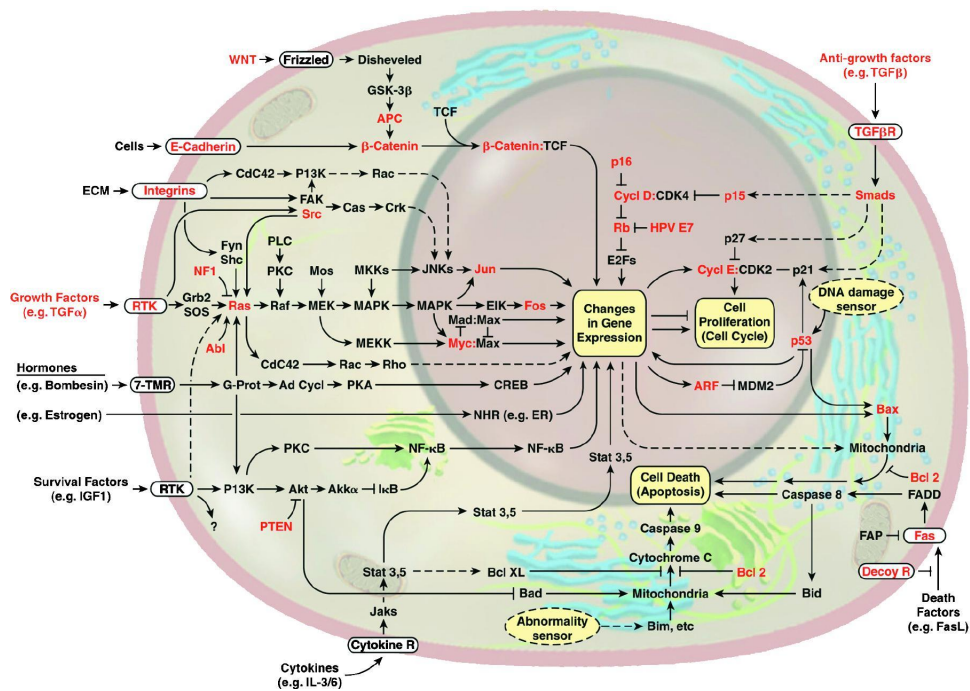 WNT
Frizzled
Disheveled
GSK-3β
APC
TCF
Cells
E-Cadherin
β-Catenin
β-Catenin:TCF
Anti-growth factors
(e.g. TGFβ)
TGFβR
ECM
Integrins
CdC42
P13K
Rac
FAK
Src
Cas
Crk
p16
Cycl D:CDK4
p15
Smads
Rb
HPV E7
E2Fs
p27
Cycl E:CDK2
p21
Fyn
Shc
NF1
PLC
PKC
Mos
MKKs
JNKs
Jun
Growth Factors
(e.g. TGFα)
RTK
Grb2
SOS
Ras
Raf
MEK
MAPK
MAPK
ElK
Fos
Abl
Mad:Max
MEKK
Myc:Max
CdC42
Rac
Rho
Changes
in Gene
Expression
Cell
Proliferation
(Cell Cycle)
DNA damage
sensor
p53
ARF
MDM2
Bax
Hormones
(e.g. Bombesin)
7-TMR
G-Prot
Ad Cycl
PKA
CREB
(e.g. Estrogen)
NHR (e.g. ER)
PKC
NF-κB
NF-κB
Stat 3,5
Mitochondria
Bcl 2
Survival Factors
(e.g. IGF1)
RTK
P13K
Akt
Akkα
IκB
PTEN
?
Cell Death
(Apoptosis)
Caspase 8
FADD
Stat 3,5
Caspase 9
FAP
Fas
Cytochrome C
Stat 3,5
Bcl XL
Bcl 2
Decoy R
Bad
Mitochondria
Bid
Death
Factors
(e.g. FasL)
Jaks
Abnormality
sensor
Bim, etc
Cytokine R
Cytokines
(e.g. IL-3/6)